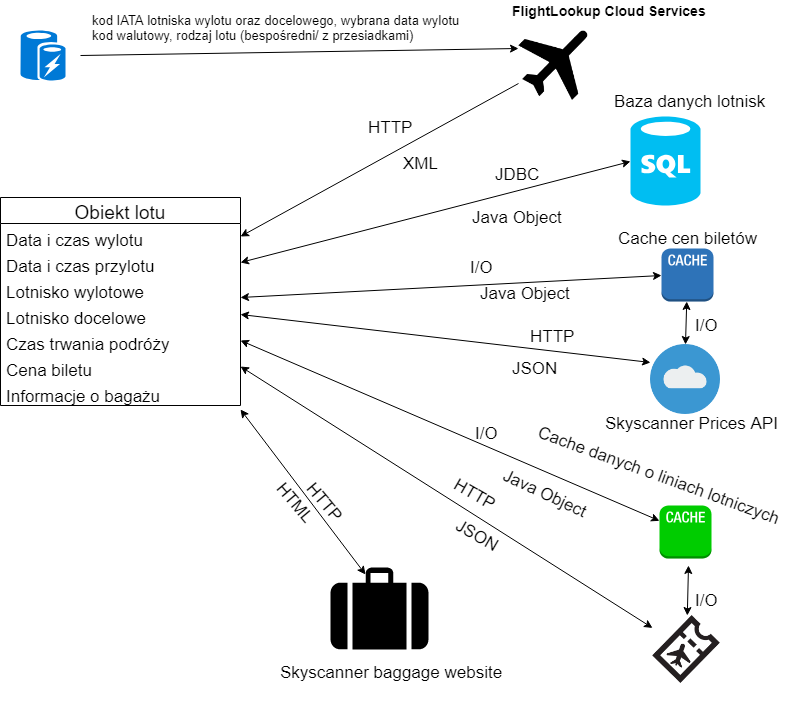 FlightLookup Cloud Services
kod IATA lotniska wylotu oraz docelowego, wybrana data wylotu
kod walutowy, rodzaj lotu (bespośredni/ z przesiadkami)
Baza danych lotnisk
SQL
HTTP
XML
JDBC
Java Object
Obiekt lotu
Data i czas wylotu
Data i czas przylotu
Lotnisko wylotowe
Lotnisko docelowe
Czas trwania podróży
Cena biletu
Informacje o bagażu
Cache cen biletów
CACHE
I/O
Java Object
I/O
HTTP
JSON
Skyscanner Prices API
I/O
Java Object
Cache danych o liniach lotniczych
CACHE
HTTP
JSON
HTTP
HTML
I/O
Skyscanner baggage website